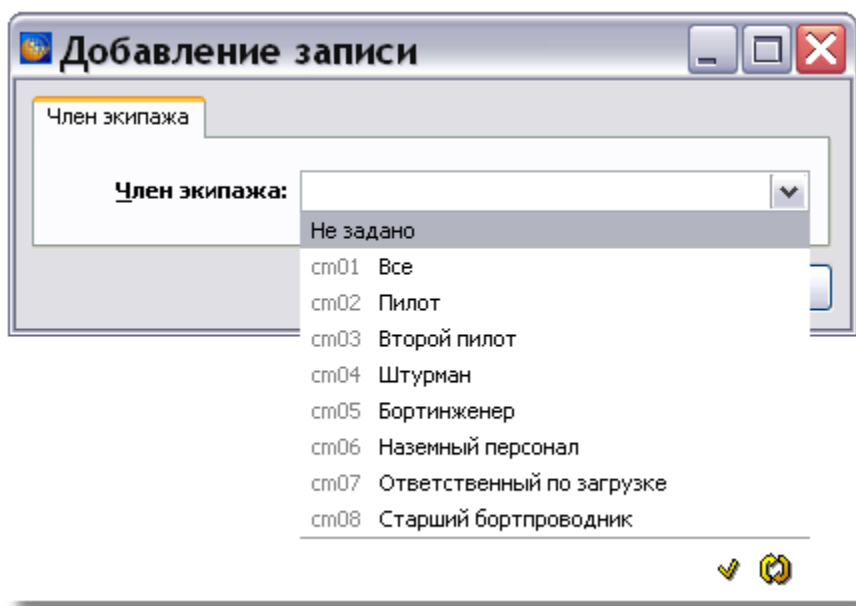 Добавление записи
Член экипажа
Член экипажа:
Не задано
cm01 Все
cm02 Пилот
cm03 Второй пилот
cm04 Штурман
cm05 Бортинженер
cm06 Наземный персонал
cm07 Ответственный по загрузке
cm08 Старший бортпроводник